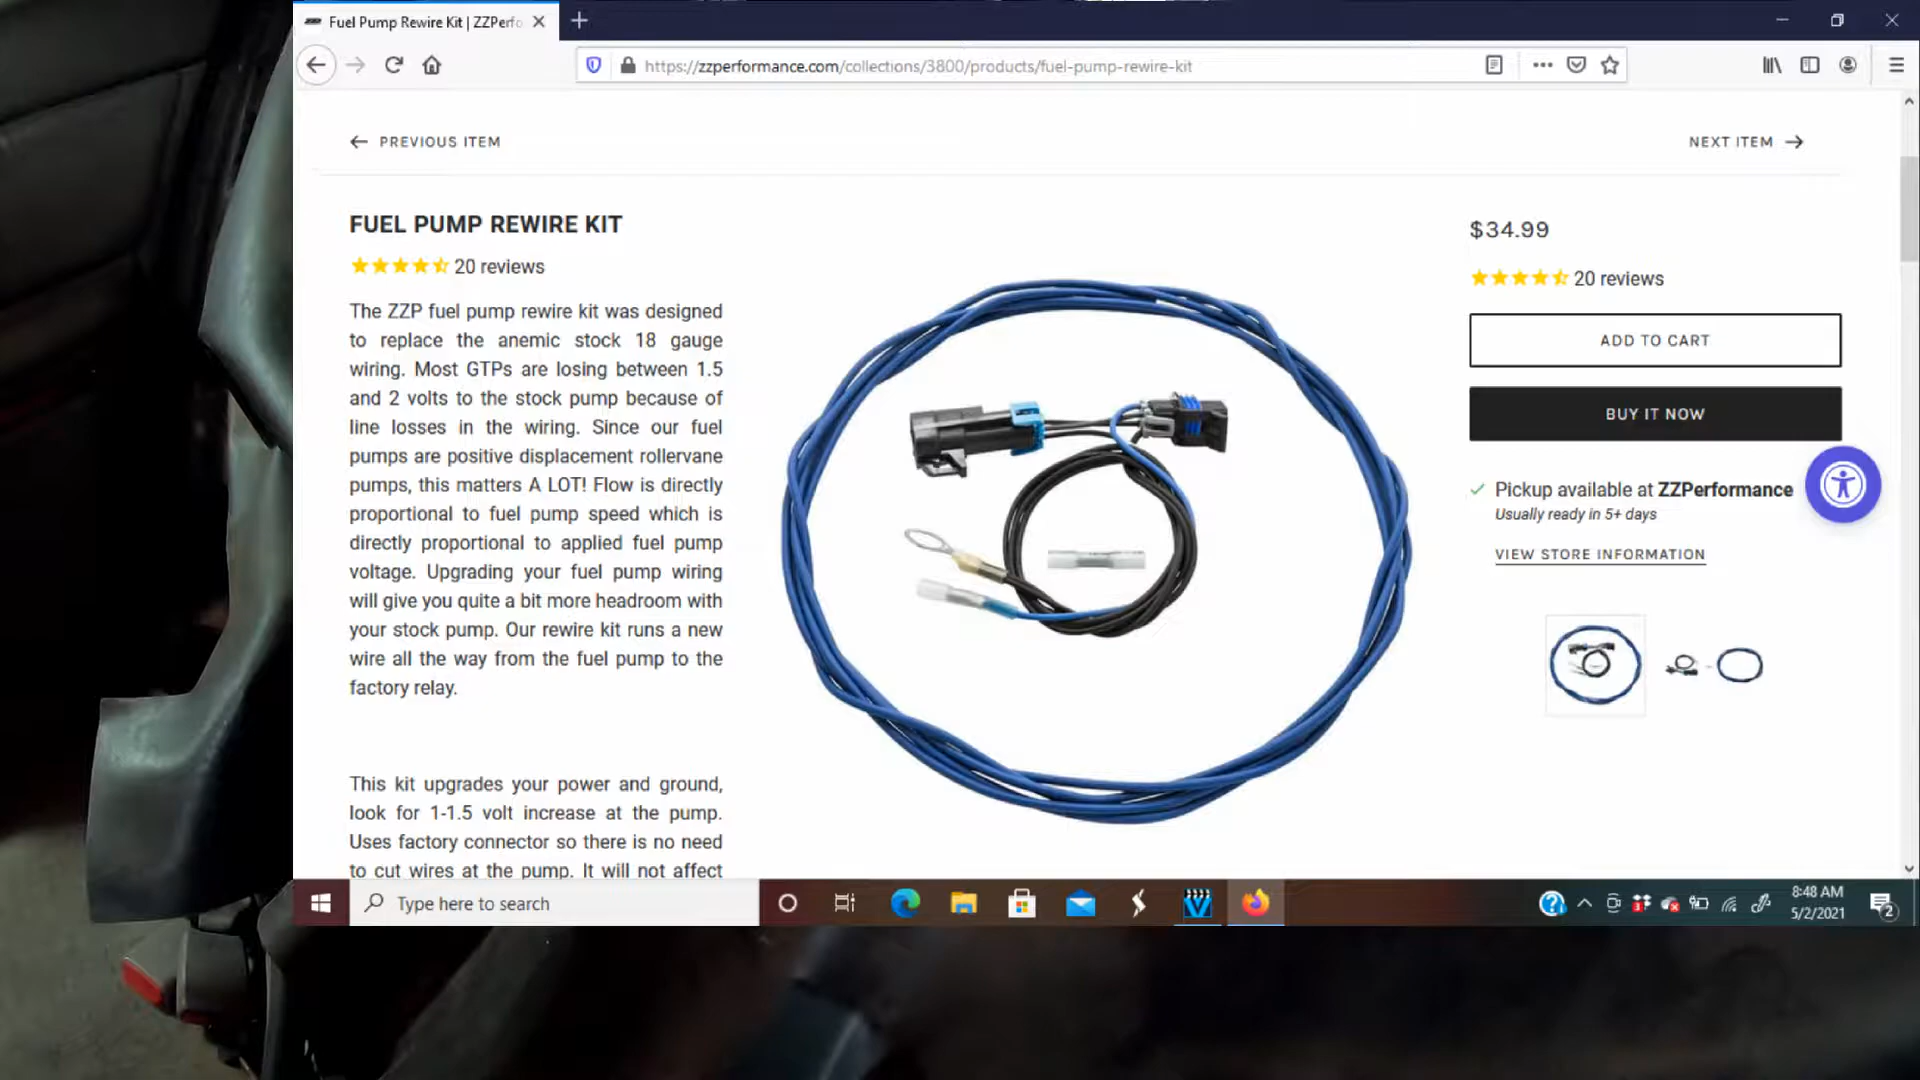 Fuel Pump Rewire Kit | ZZPerfo
https://zzperformance.com/collections/3800/products/fuel-pump-rewire-kit
PREVIOUS ITEM
NEXT ITEM
FUEL PUMP REWIRE KIT
20 reviews
The ZZP fuel pump rewire kit was designed
to replace the anemic stock 18 gauge
wiring. Most GTPs are losing between 1.5
and 2 volts to the stock pump because of
line losses in the wiring. Since our fuel
pumps are positive displacement rollervane
pumps, this matters A LOT! Flow is directly
proportional to fuel pump speed which is
directly proportional to applied fuel pump
voltage. Upgrading your fuel pump wiring
will give you quite a bit more headroom with
your stock pump. Our rewire kit runs a new
wire all the way from the fuel pump to the
factory relay.
This kit upgrades your power and ground,
look for 1-1.5 volt increase at the pump.
Uses factory connector so there is no need
to cut wires at the pump. It will not affect
$34.99
20 reviews
ADD TO CART
BUY IT NOW
Pickup available at ZZPerformance
Usually ready in 5+ days
VIEW STORE INFORMATION
Type here to search
8:48 AM
5/2/2021
2